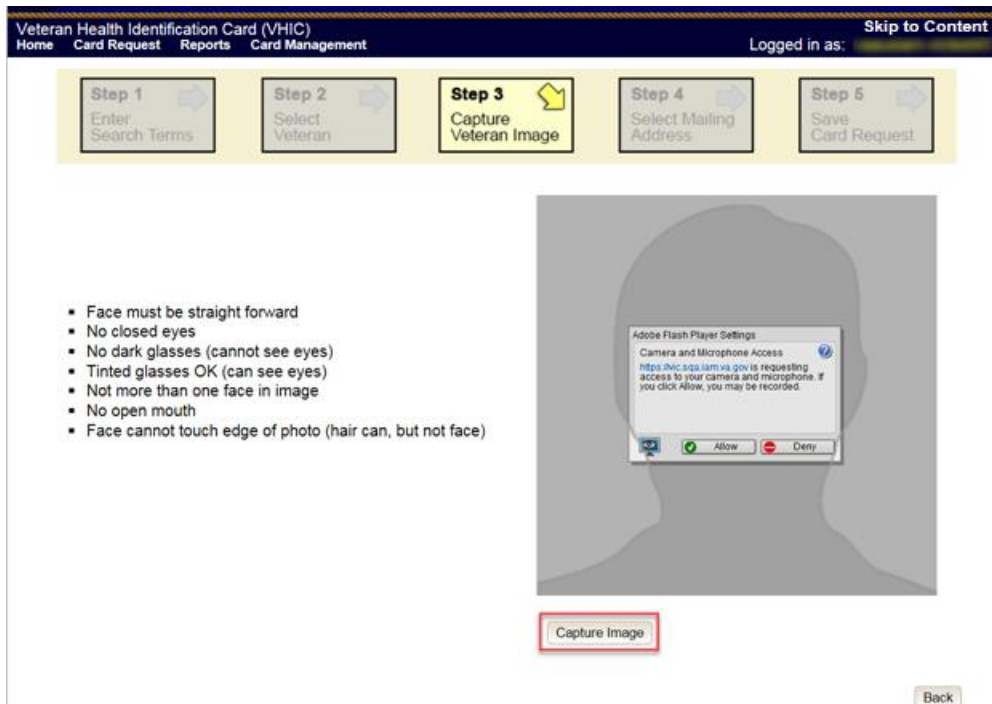 Veteran Health Identification Card (VHIC)
Skip to Content
Home Card Request Reports Card Management
Logged in as:
Step 1
Enter
Search Terms
Step 2
Select
Veteran
Step 3
Capture
Veteran Image
Step 4
Select Mailing
Address
Step 5
Save
Card Request
▪ Face must be straight forward
▪ No closed eyes
▪ No dark glasses (cannot see eyes)
▪ Tinted glasses OK (can see eyes)
▪ Not more than one face in image
▪ No open mouth
▪ Face cannot touch edge of photo (hair can, but not face)
Adobe Flash Player Settings
Camera and Microphone Access
https://vic.sqa.iam.va.gov is requesting
access to your camera and microphone. If
you click Allow, you may be recorded.
Allow
Deny
Capture Image
Back